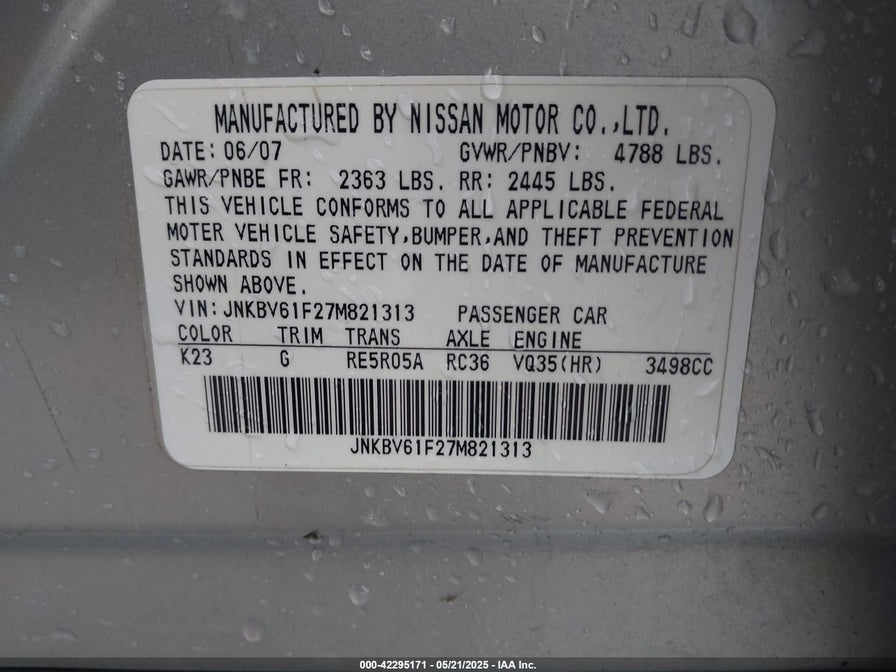 MANUFACTURED BY NISSAN MOTOR CO.,LTD.
DATE: 06/07 GVWR/PNBV: 4788 LBS.
GAWR/PNBE FR: 2363 LBS. RR: 2445 LBS.
THIS VEHICLE CONFORMS TO ALL APPLICABLE FEDERAL
MOTER VEHICLE SAFETY,BUMPER,AND THEFT PREVENTION
STANDARDS IN EFFECT ON THE DATE OF MANUFACTURE
SHOWN ABOVE.
VIN: JNKBV61F27M821313 PASSENGER CAR
COLOR TRIM TRANS AXLE ENGINE
K23 G RE5R05A RC36 VQ35(HR) 3498CC
JNKBV61F27M821313
000-42295171 — 05/21/2025 — IAA Inc.